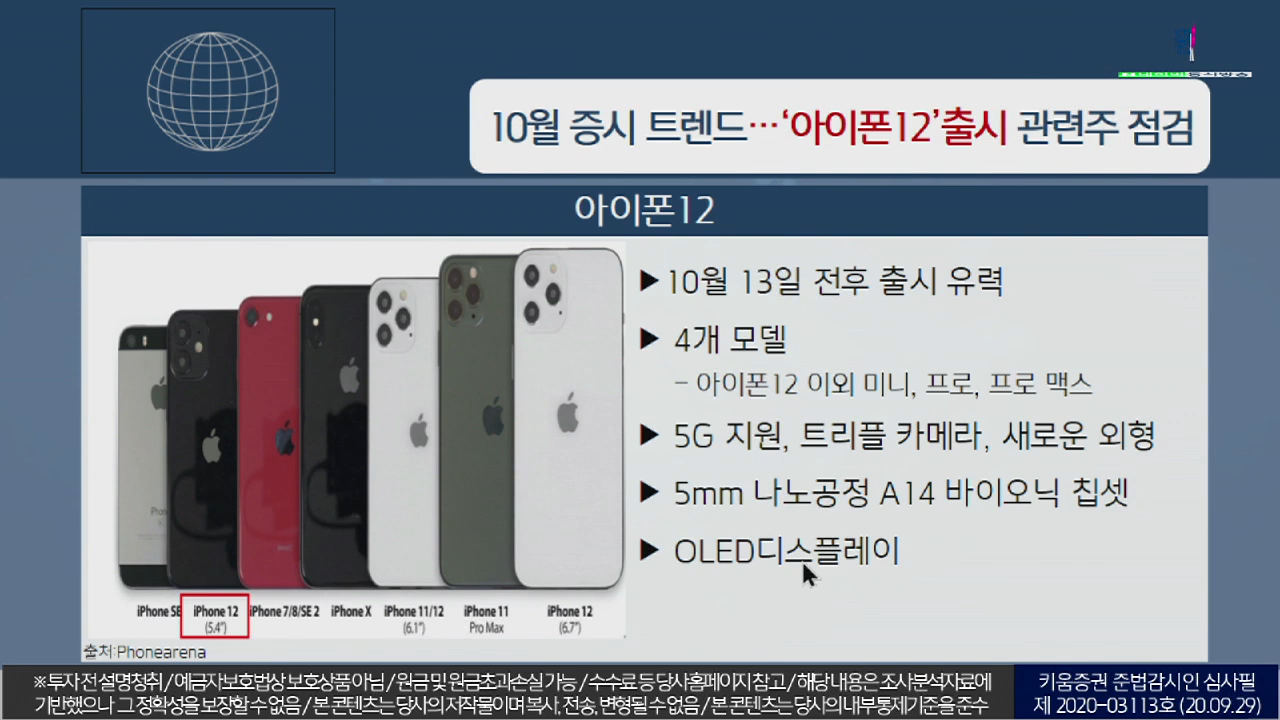 10월 증시 트렌드…‘아이폰12’출시 관련주 점검
아이폰12
▶10월 13일 전후 출시 유력
▶ 4개 모델
- 아이폰12 이외 미니, 프로, 프로 맥스
▶ 5G 지원, 트리플 카메라, 새로운 외형
▶ 5mm 나노공정 A14 바이오닉 칩셋
▶ OLED디스플레이
iPhone SE iPhone 12 iPhone 7/8/SE 2 iPhone X iPhone 11/12 iPhone 11 iPhone 12
(5.4") (6.1") Pro Max (6.7")
출처:Phonearena
※투자 전 설명청취 / 예금자보호법상 보호상품 아님 / 원금 및 원금초과손실 가능 / 수수료 등 당사홈페이지 참고 / 해당 내용은 조사분석자료에
기반했으나 그 정확성을 보장할 수 없음 / 본 콘텐츠는 당사의 저작물이며 복사, 전송, 변형될 수 없음 / 본 콘텐츠는 당사의 내부통제기준을 준수
키움증권 준법감시인 심사필
제 2020-03113호 (20.09.29)